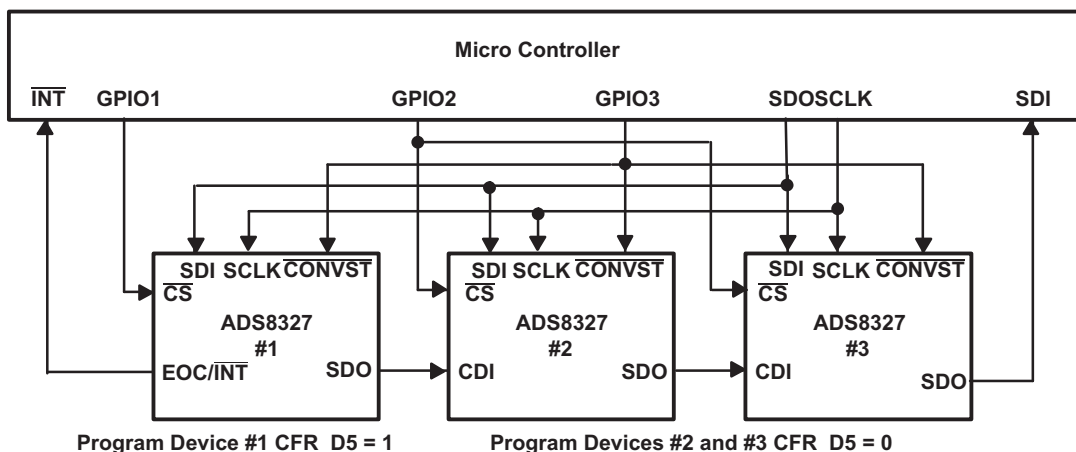 Micro Controller
INT GPIO1 GPIO2 GPIO3 SDOSCLK SDI
SDI SCLK CONVST SDI SCLK CONVST SDI SCLK CONVST
CS CS CS
ADS8327 ADS8327 ADS8327
#1 #2 #3
EOC/INT SDO CDI SDO CDI SDO
Program Device #1 CFR D5 = 1 Program Devices #2 and #3 CFR D5 = 0